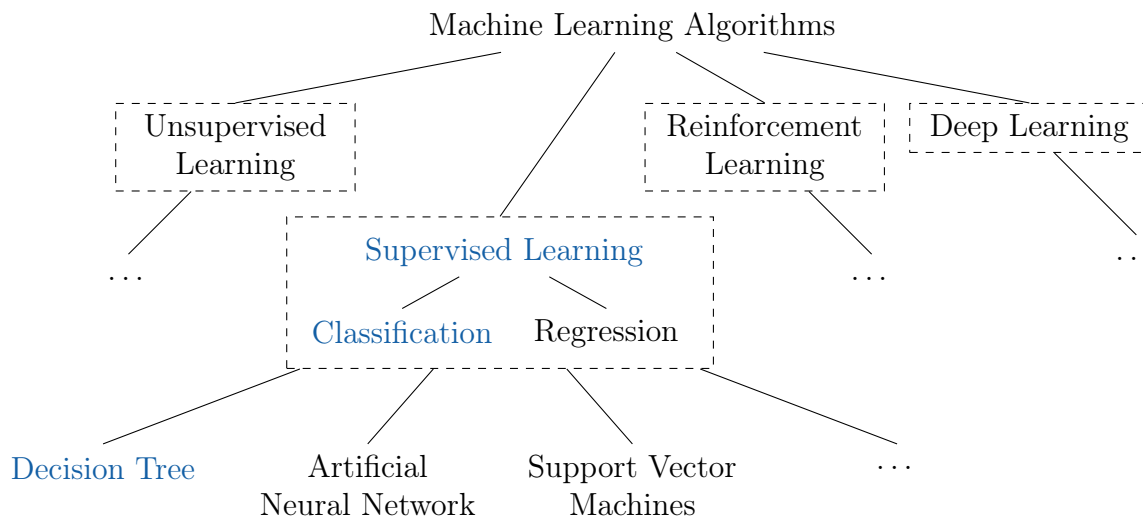 Machine Learning Algorithms
Unsupervised
Learning
Reinforcement
Learning
Deep Learning
...
Supervised Learning
...
...
Classification
Regression
Decision Tree
Artificial
Neural Network
Support Vector
Machines
...